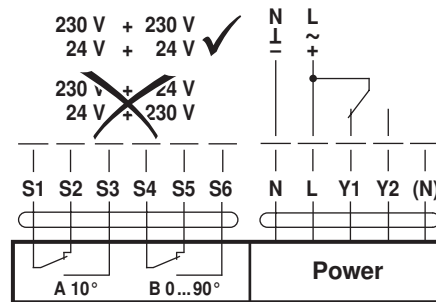 230 V + 230 V
24 V + 24 V
230 V + 24 V
24 V + 230 V
N L
⊥ ~
– +
S1 S2 S3 S4 S5 S6 N L Y1 Y2 (N)
A 10° B 0...90°
Power